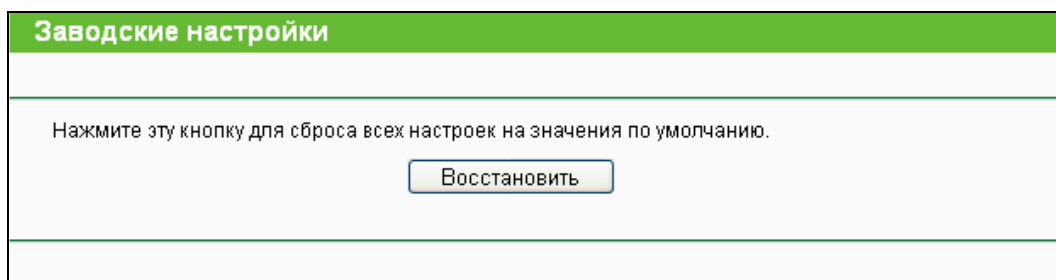 Заводские настройки
Нажмите эту кнопку для сброса всех настроек на значения по умолчанию.
Восстановить